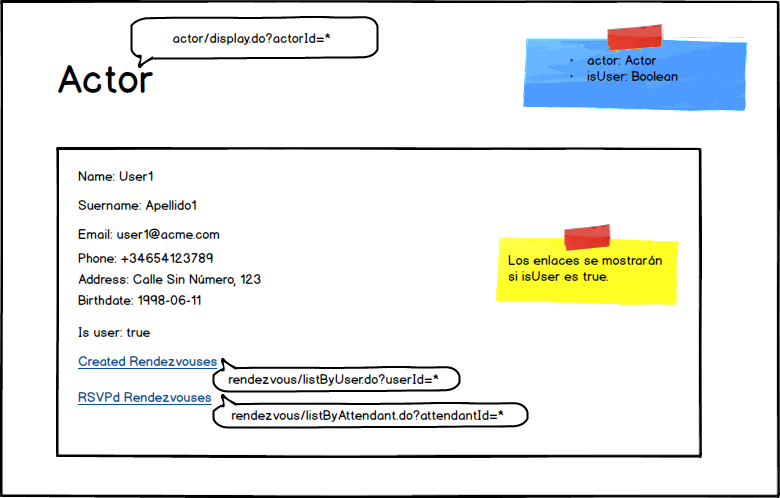 actor/display.do?actorId=*
Actor
• actor: Actor
• isUser: Boolean
Name: User1
Suername: Apellido1
Email: user1@acme.com
Phone: +34654123789
Address: Calle Sin Número, 123
Birthdate: 1998-06-11
Los enlaces se mostrarán
si isUser es true.
Is user: true
Created Rendezvouses
rendezvous/listByUser.do?userId=*
RSVPd Rendezvouses
rendezvous/listByAttendant.do?attendantId=*